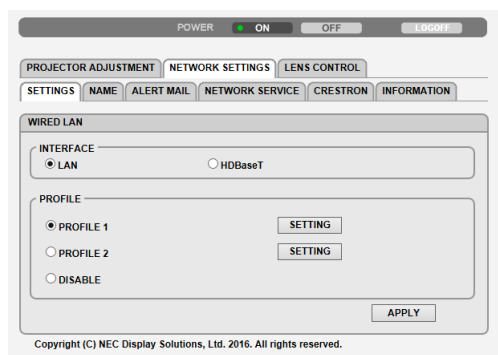 POWER ON OFF LOGOFF
PROJECTOR ADJUSTMENT NETWORK SETTINGS LENS CONTROL
SETTINGS NAME ALERT MAIL NETWORK SERVICE CRESTRON INFORMATION
WIRED LAN
INTERFACE
LAN HDBaseT
PROFILE
PROFILE 1 SETTING
PROFILE 2 SETTING
DISABLE
APPLY
Copyright (C) NEC Display Solutions, Ltd. 2016. All rights reserved.